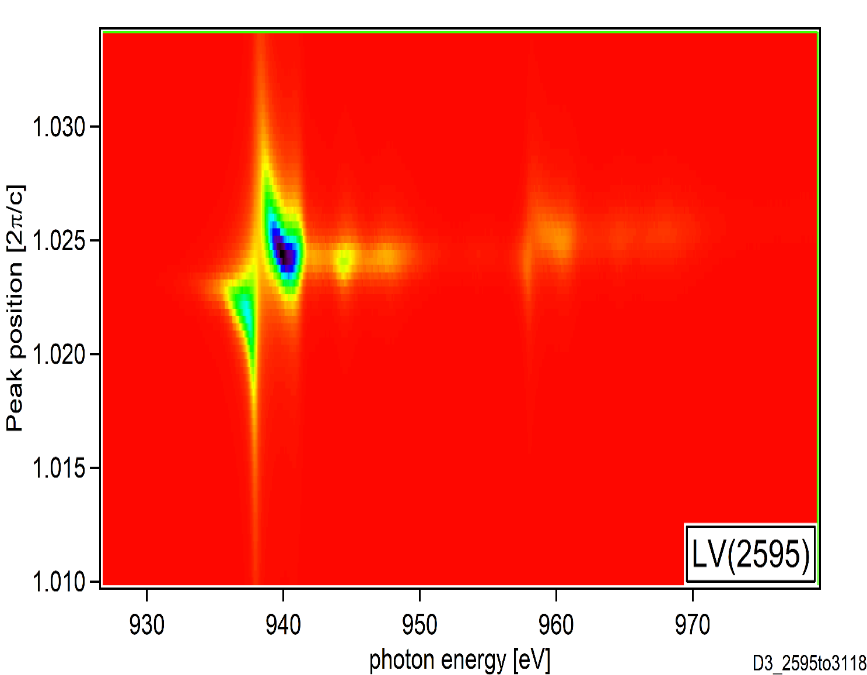 Peak position [2π/c]
1.030
1.025
1.020
1.015
1.010
LV(2595)
930
940
950
960
970
photon energy [eV]
D3_2595to3118